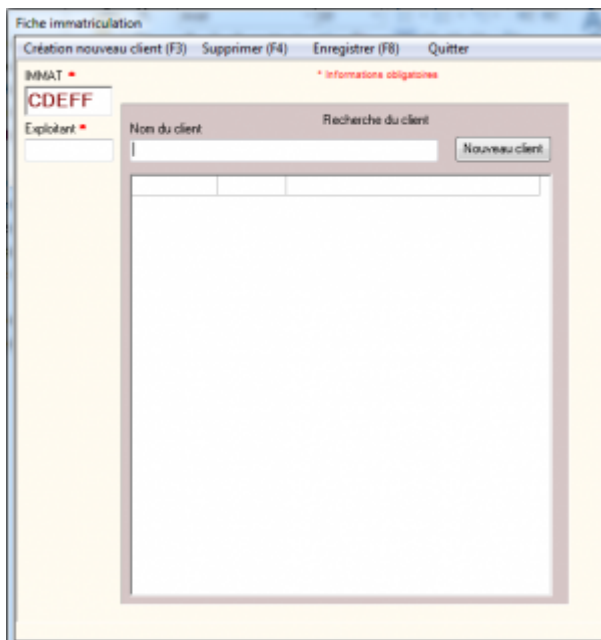 Fiche immatriculation
Création nouveau client (F3) Supprimer (F4) Enregistrer (F8) Quitter
IMMAT *
* Informations obligatoires
CDEFF
Recherche du client
Exploitant *
Nom du client
Nouveau client